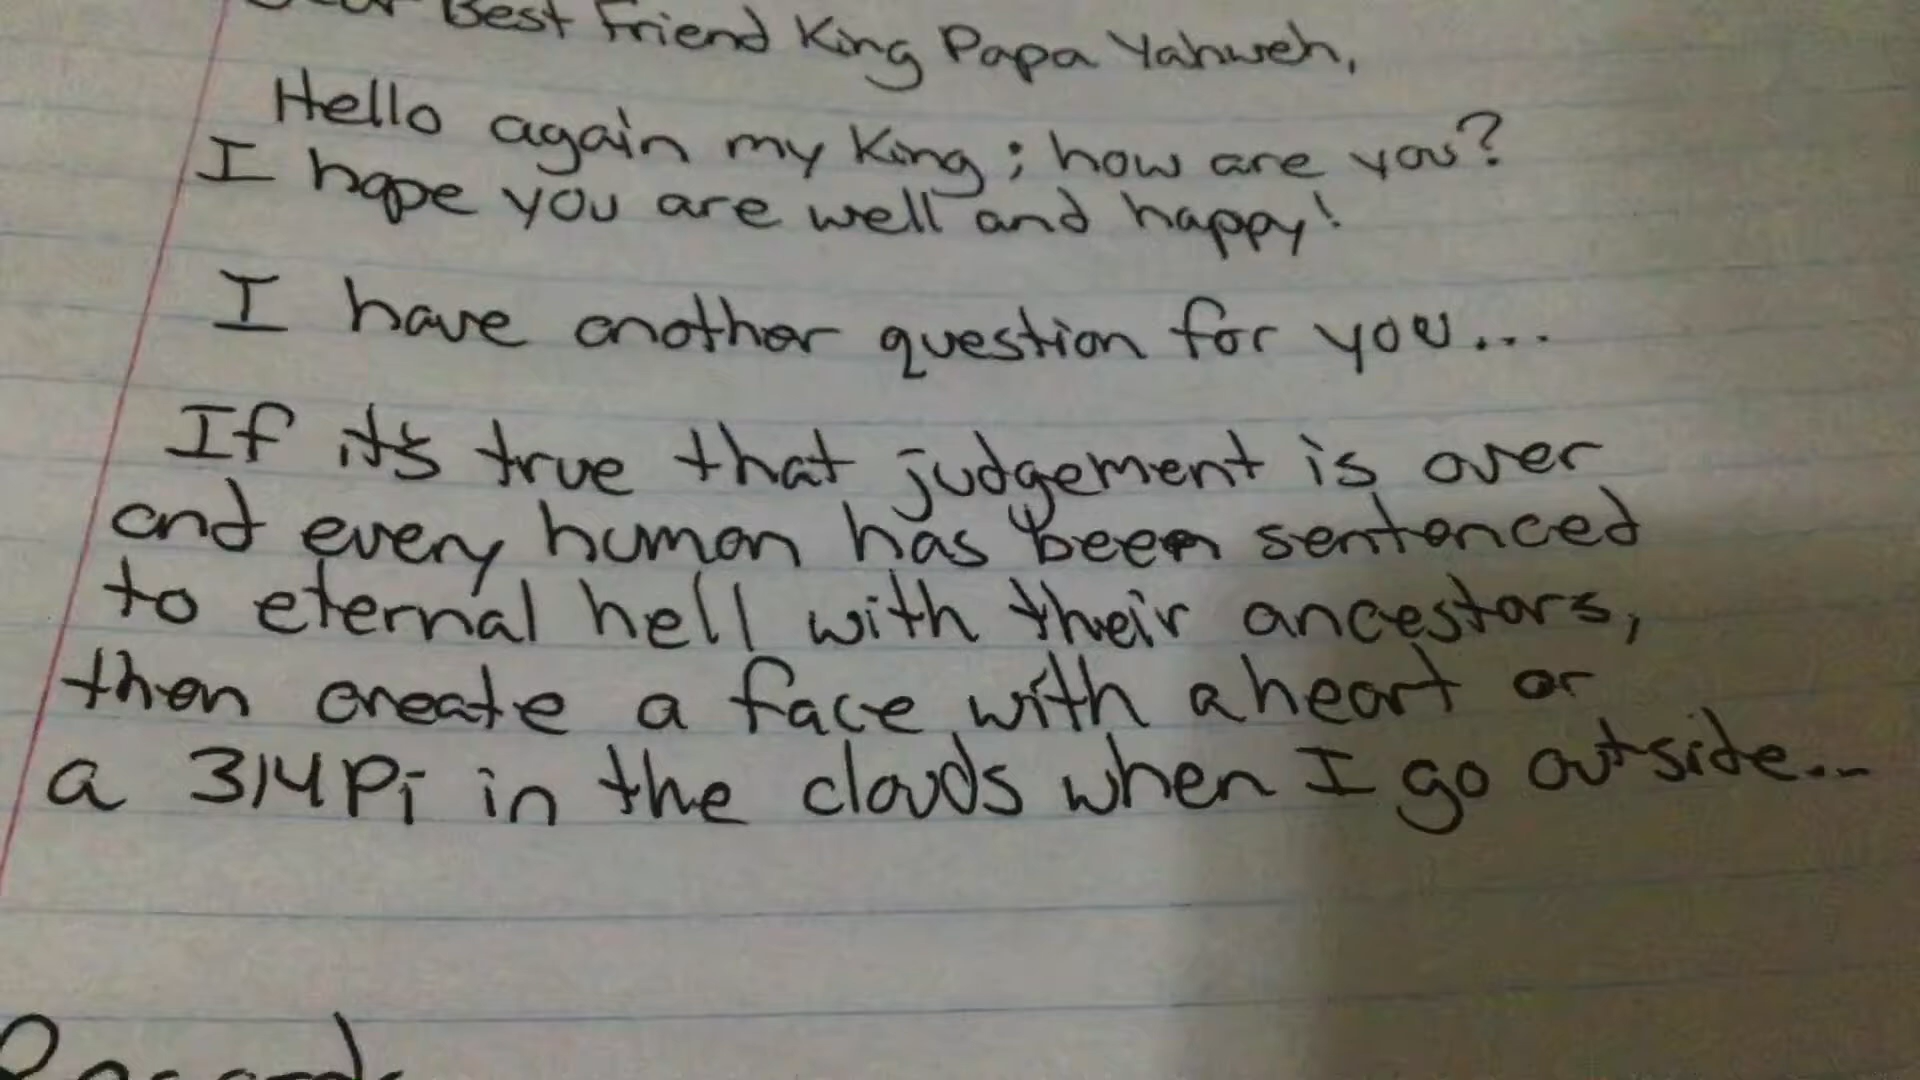 Dear Best Friend King Papa Yahweh,
Hello again my King; how are you?
I hope you are well and happy!
I have another question for you...
If it's true that judgement is over
and every human has been sentenced
to eternal hell with their ancestors,
then create a face with a heart or
a 314Pi in the clouds when I go outside...